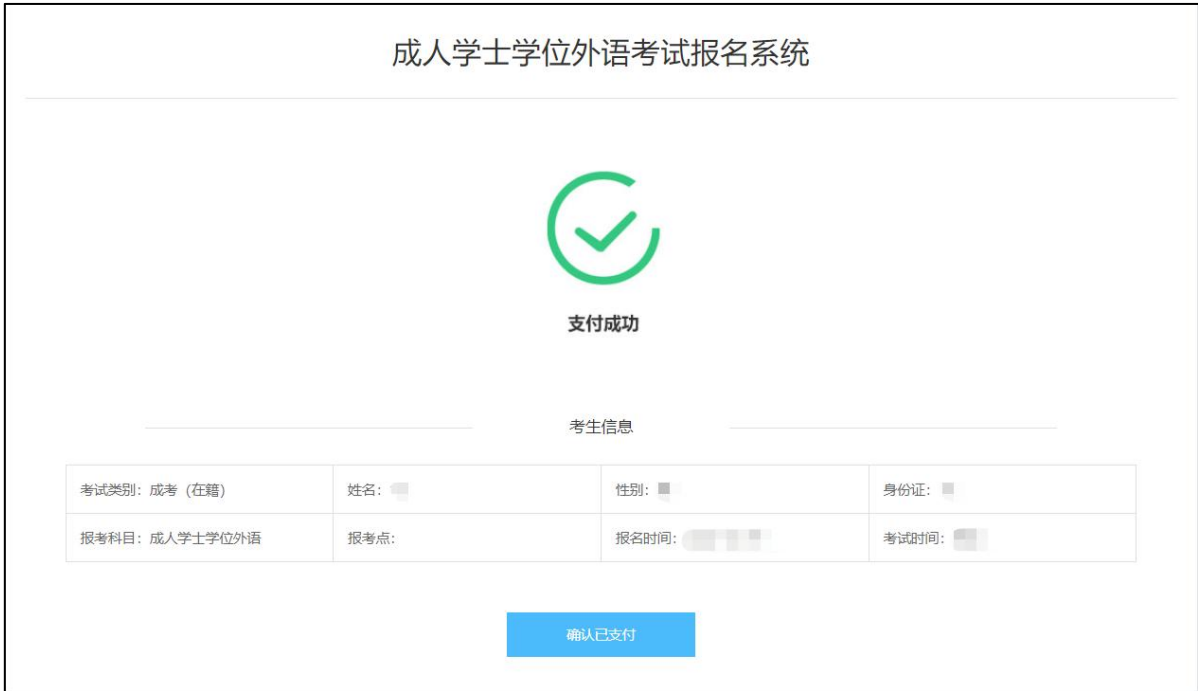 成人学士学位外语考试报名系统
支付成功
考生信息
考试类别：成考（在籍） 姓名： 性别： 身份证：
报考科目：成人学士学位外语 报考点： 报名时间： 考试时间：
确认已支付